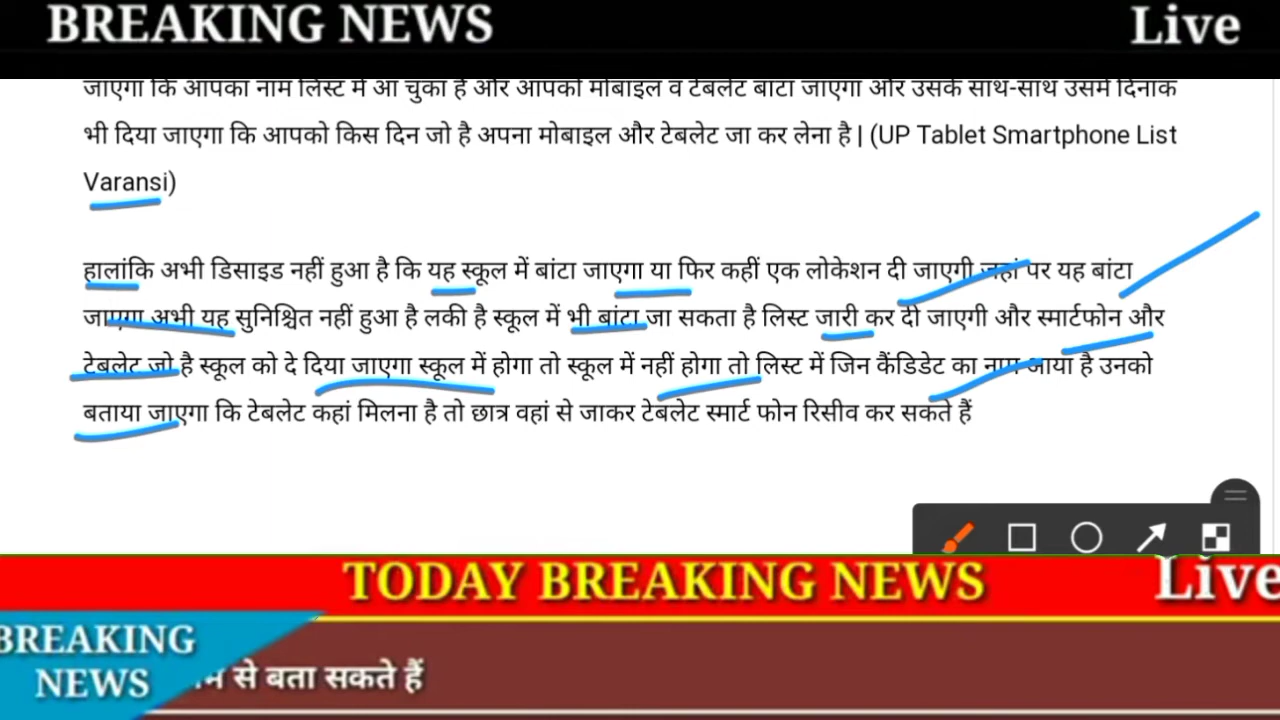 BREAKING NEWS Live
जाएगा कि आपका नाम लिस्ट में आ चुका है और आपको मोबाइल व टेबलेट बांटा जाएगा और उसके साथ-साथ उसमें दिनांक
भी दिया जाएगा कि आपको किस दिन जो है अपना मोबाइल और टेबलेट जा कर लेना है | (UP Tablet Smartphone List
Varansi)
हालांकि अभी डिसाइड नहीं हुआ है कि यह स्कूल में बांटा जाएगा या फिर कहीं एक लोकेशन दी जाएगी जहां पर यह बांटा
जाएगा अभी यह सुनिश्चित नहीं हुआ है लकी है स्कूल में भी बांटा जा सकता है लिस्ट जारी कर दी जाएगी और स्मार्टफोन और
टेबलेट जो है स्कूल को दे दिया जाएगा स्कूल में होगा तो स्कूल में नहीं होगा तो लिस्ट में जिन कैंडिडेट का नाम आया है उनको
बताया जाएगा कि टेबलेट कहां मिलना है तो छात्र वहां से जाकर टेबलेट स्मार्ट फोन रिसीव कर सकते हैं
TODAY BREAKING NEWS Live
BREAKING
NEWS
से बता सकते हैं